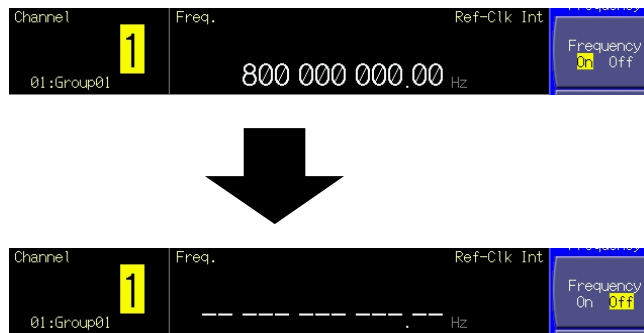 Channel
1
01:Group01
Freq.
Ref-Clk Int
800 000 000.00 Hz
Frequency
On Off
Channel
1
01:Group01
Freq.
Ref-Clk Int
-- --- ---.-- Hz
Frequency
On Off